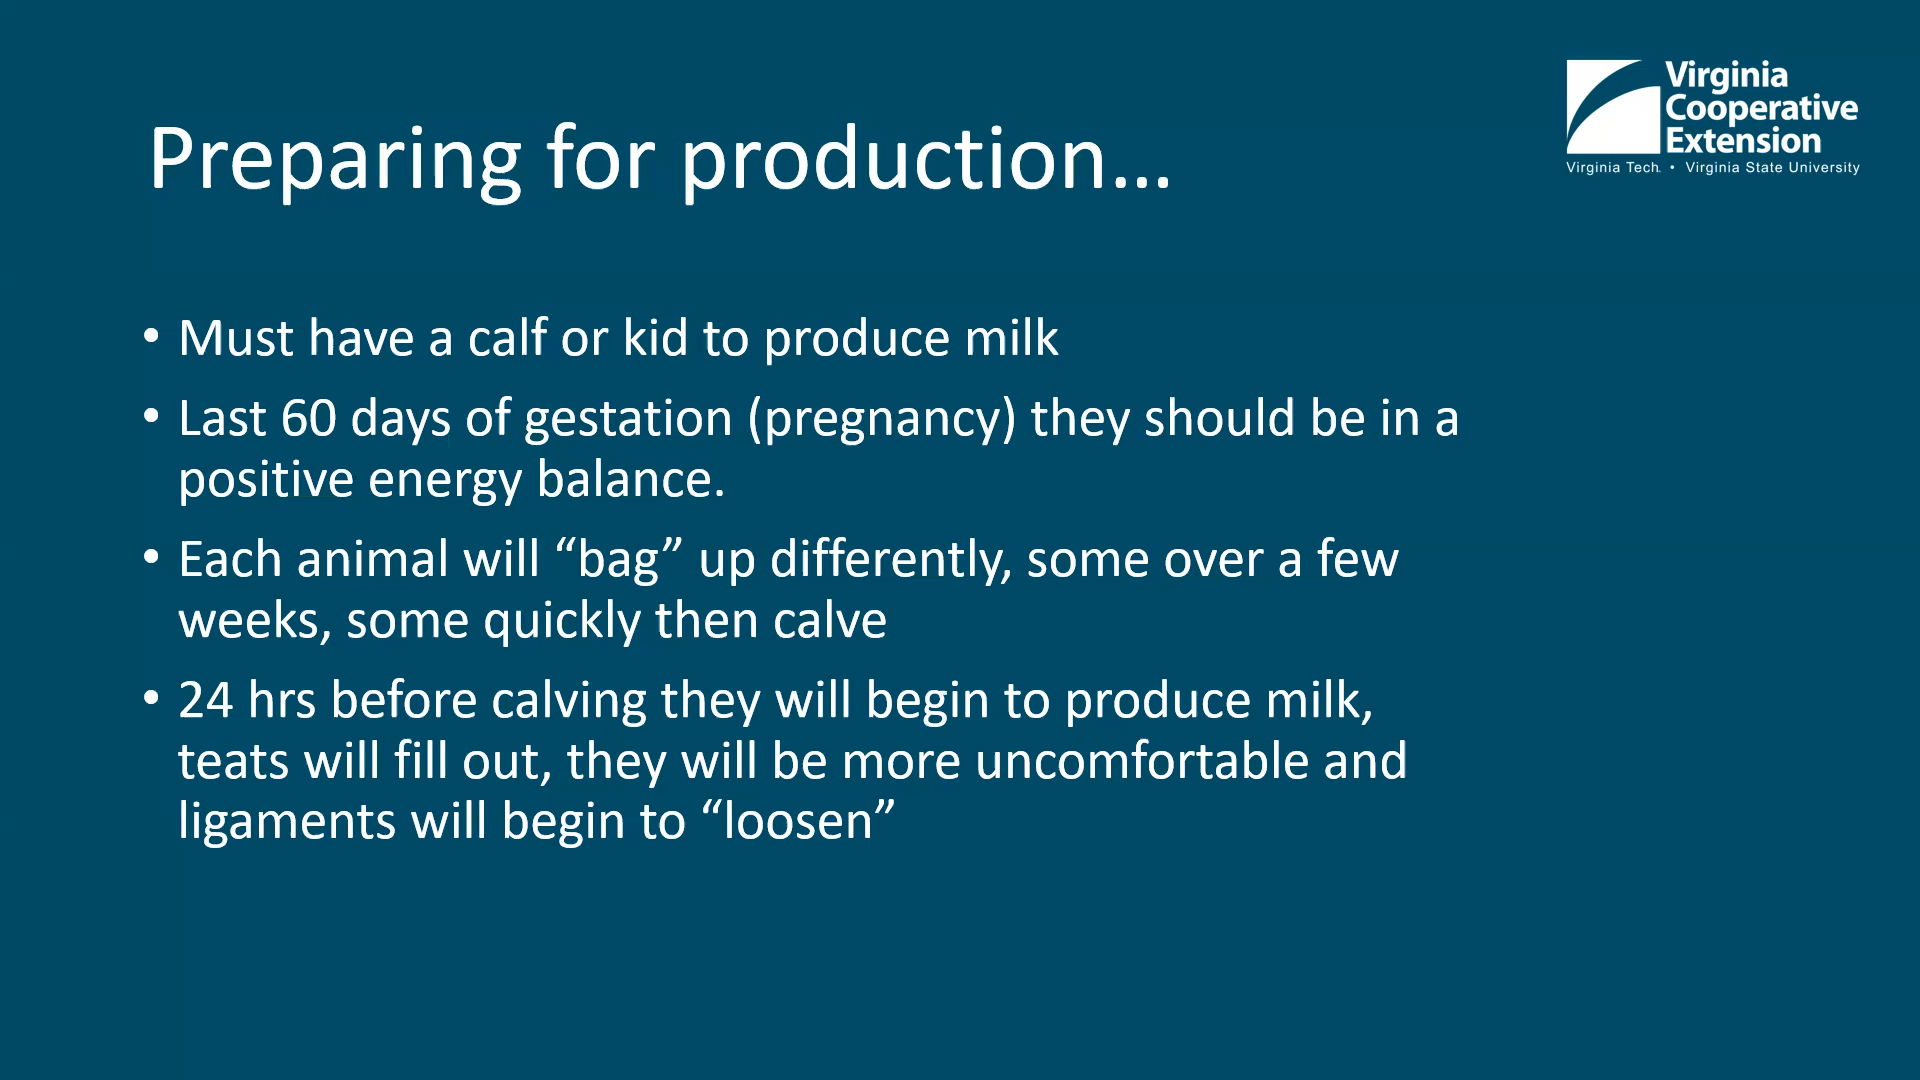 Virginia
Cooperative
Extension
Virginia Tech. • Virginia State University
Preparing for production…
• Must have a calf or kid to produce milk
• Last 60 days of gestation (pregnancy) they should be in a
positive energy balance.
• Each animal will “bag” up differently, some over a few
weeks, some quickly then calve
• 24 hrs before calving they will begin to produce milk,
teats will fill out, they will be more uncomfortable and
ligaments will begin to “loosen”